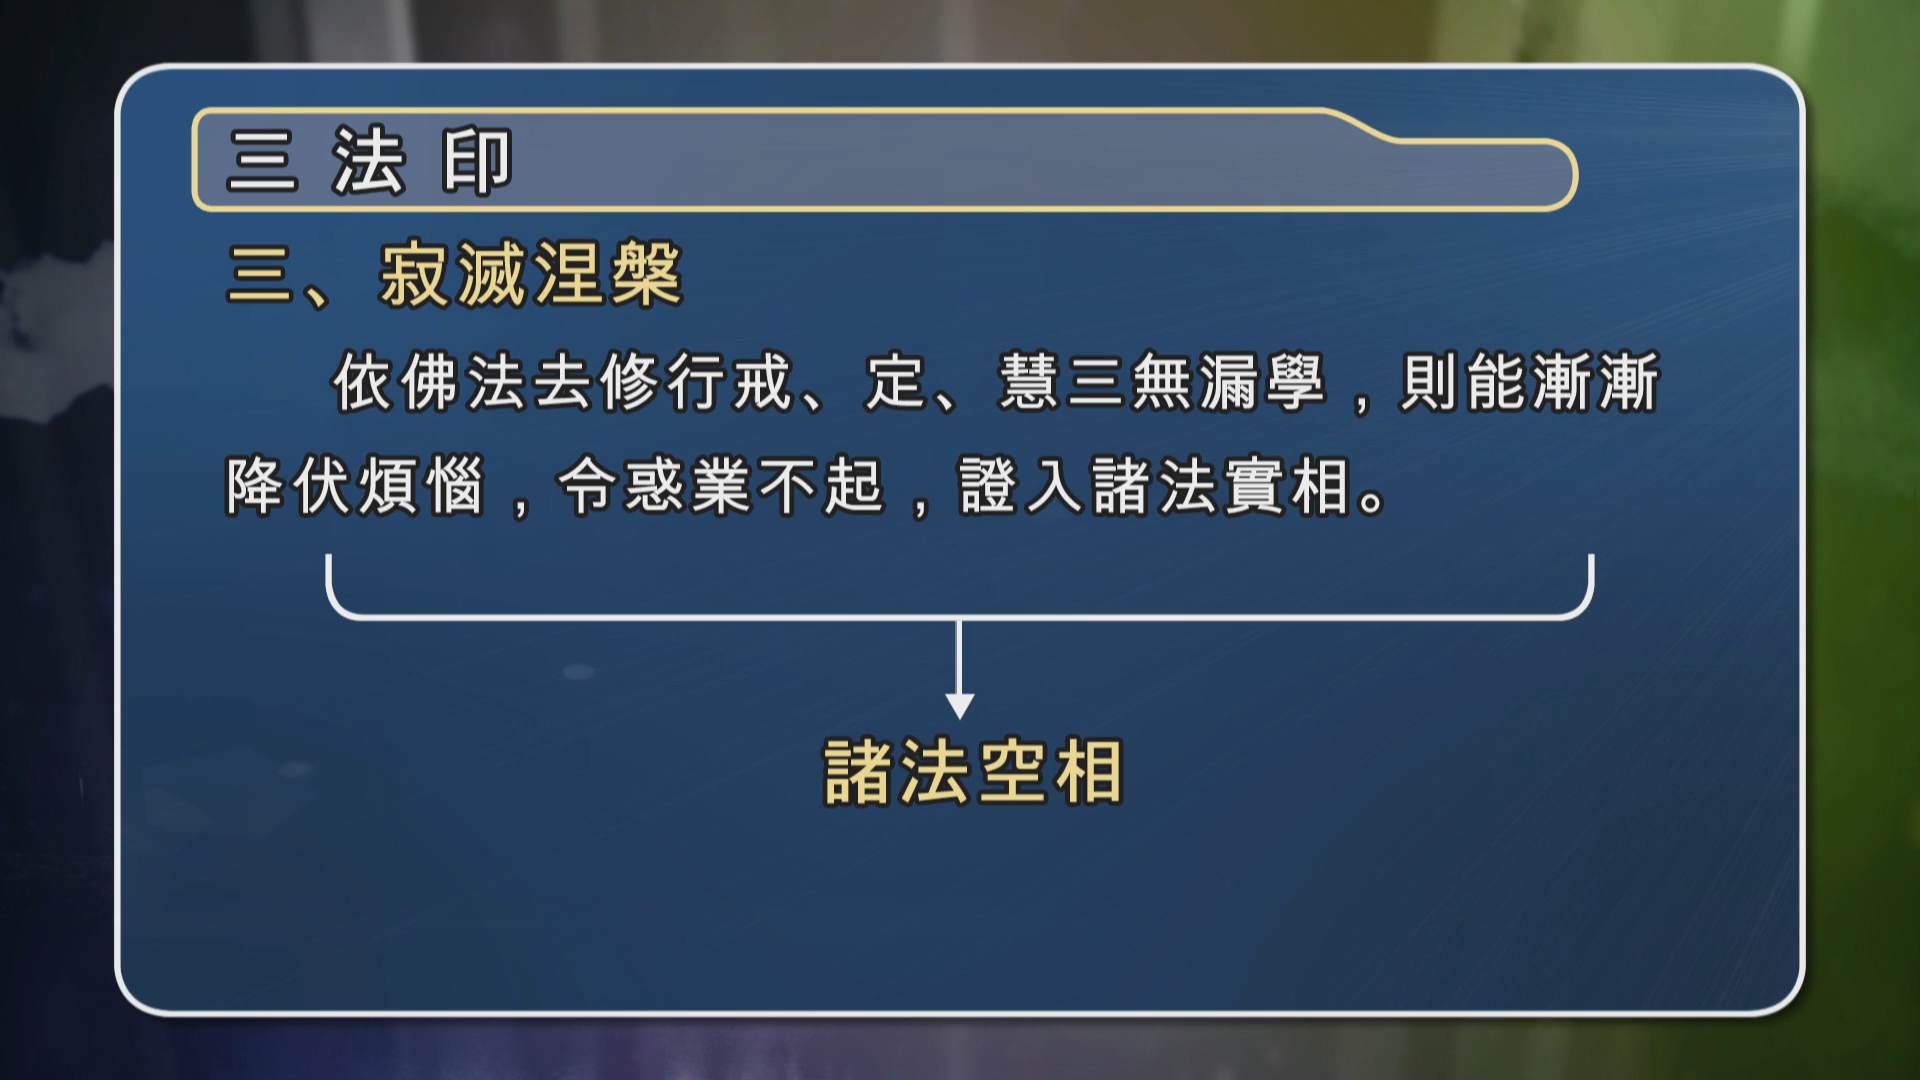 三法印
三、寂滅涅槃
依佛法去修行戒、定、慧三無漏學，則能漸漸
降伏煩惱，令惑業不起，證入諸法實相。
諸法空相